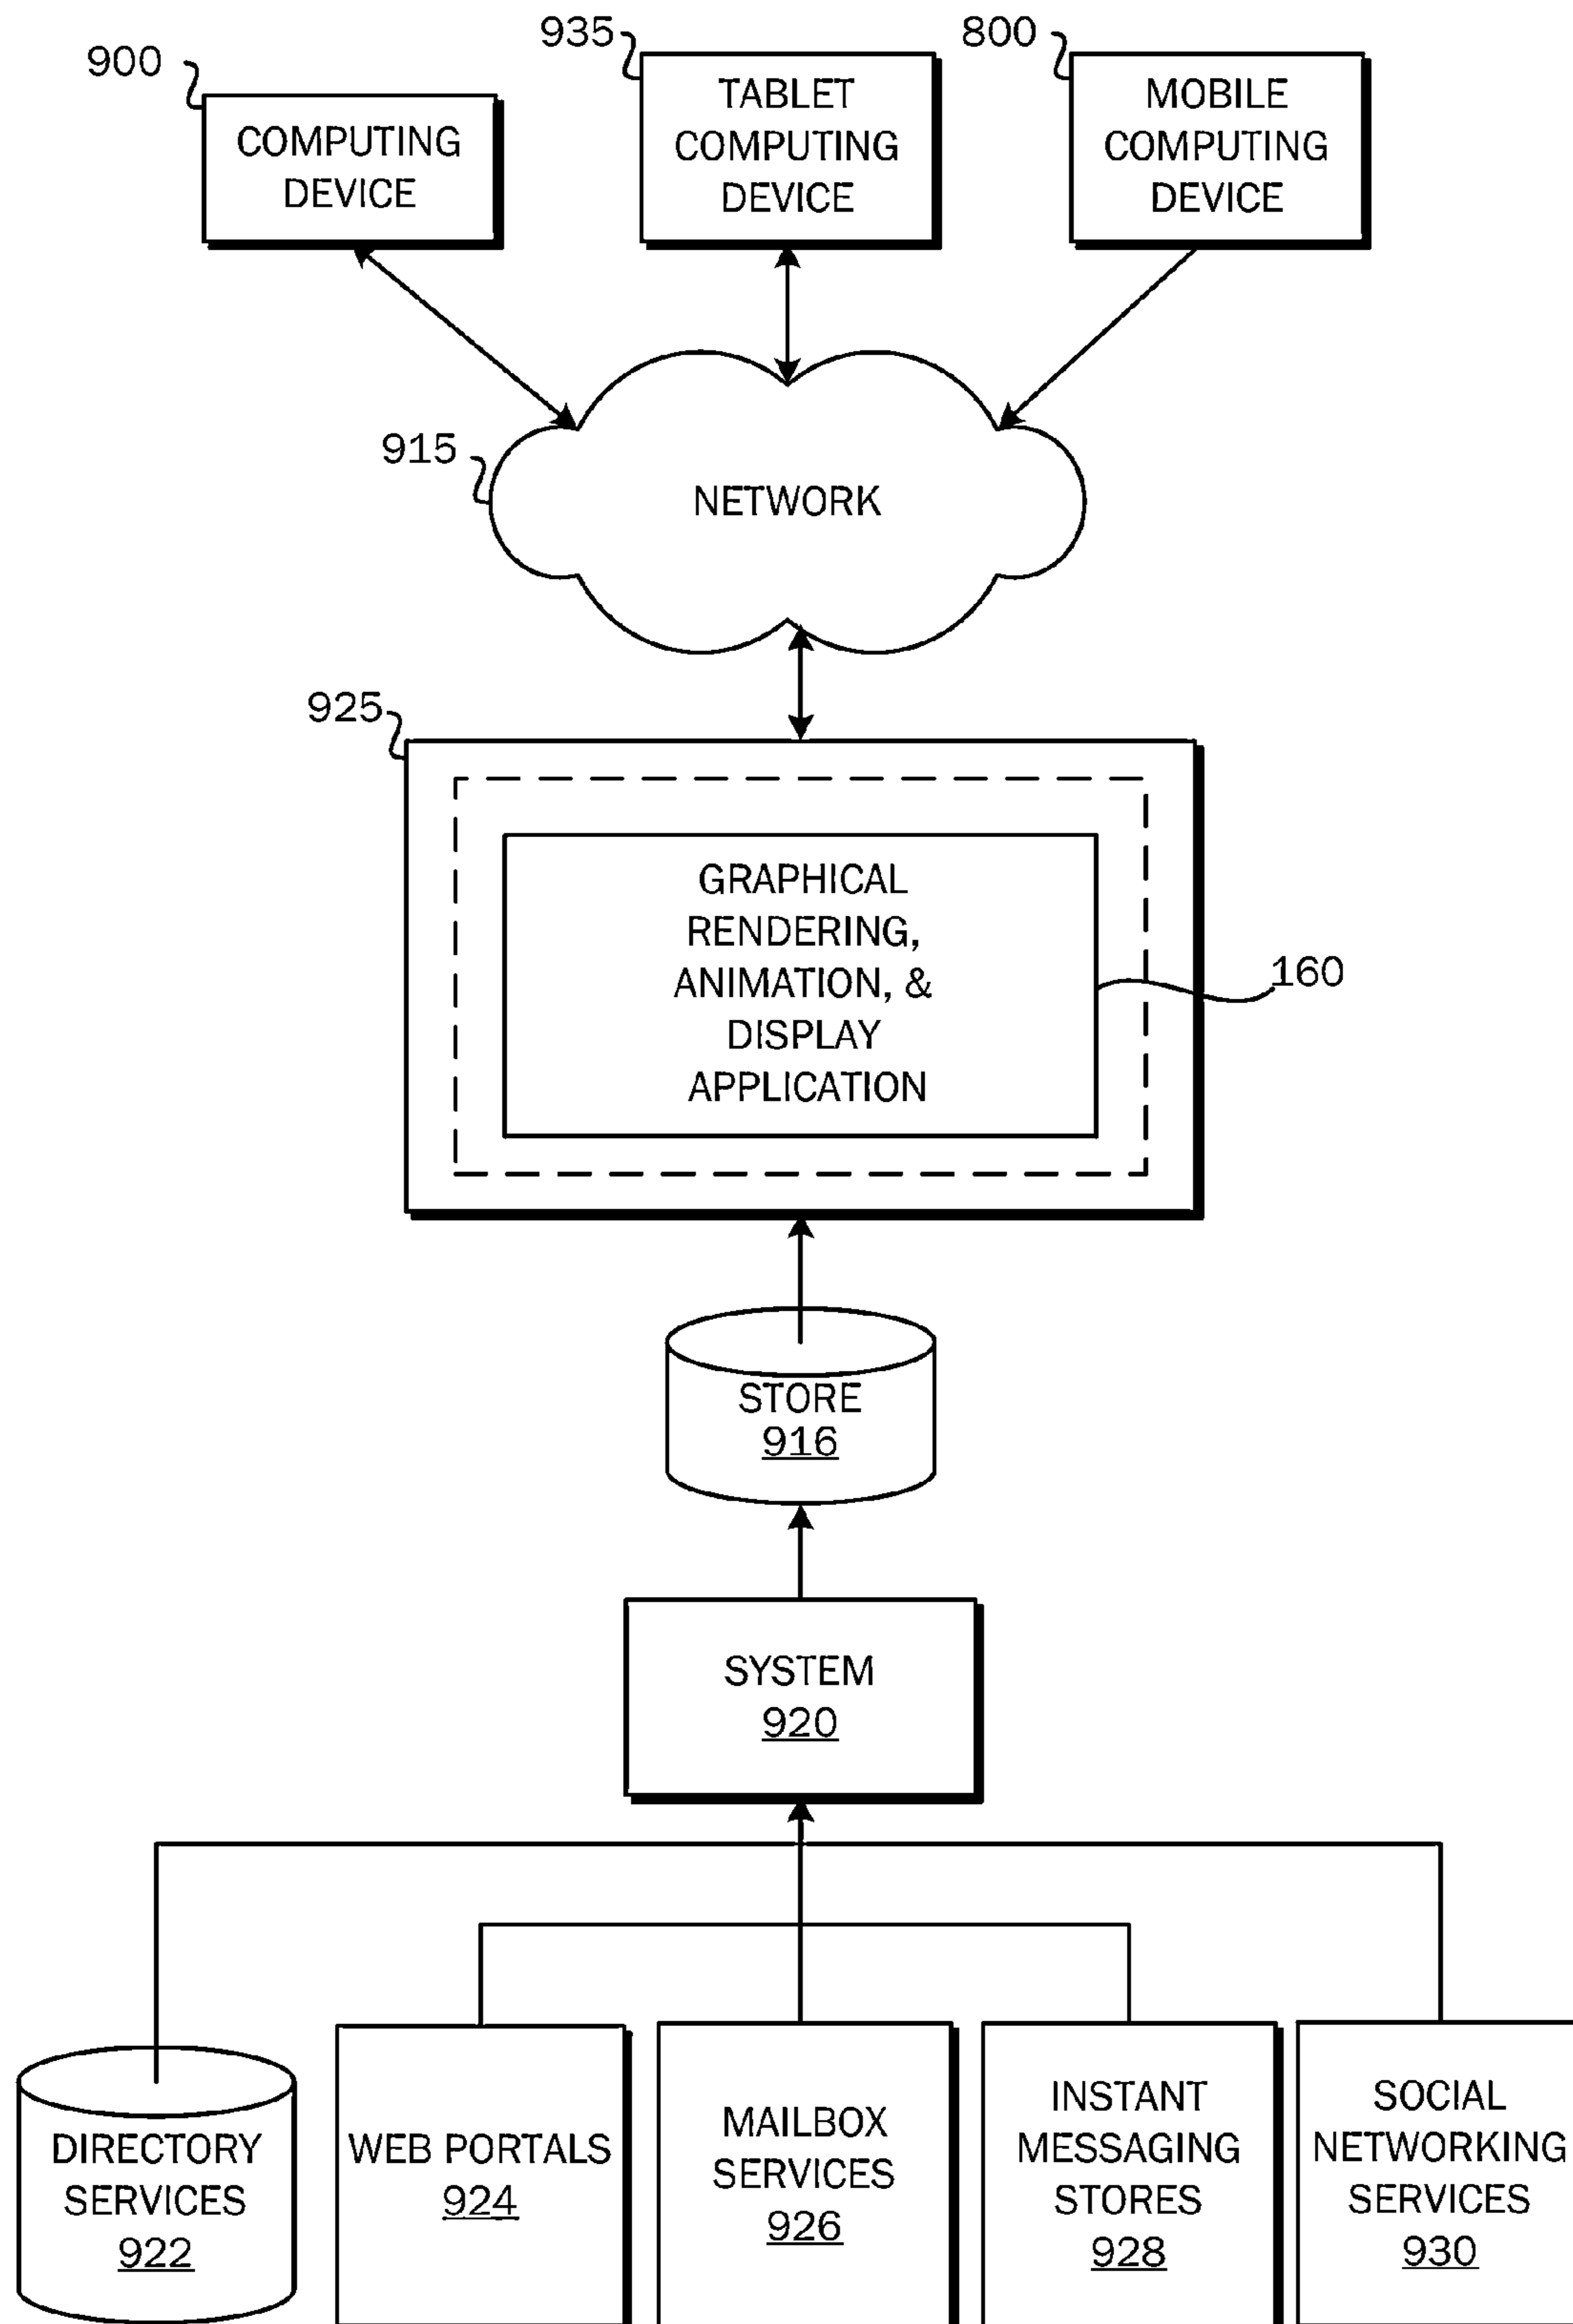 900
935
800
COMPUTING
DEVICE
TABLET
COMPUTING
DEVICE
MOBILE
COMPUTING
DEVICE
915
NETWORK
925
GRAPHICAL
RENDERING,
ANIMATION, &
DISPLAY
APPLICATION
160
STORE
916
SYSTEM
920
DIRECTORY
SERVICES
922
WEB PORTALS
924
MAILBOX
SERVICES
926
INSTANT
MESSAGING
STORES
928
SOCIAL
NETWORKING
SERVICES
930